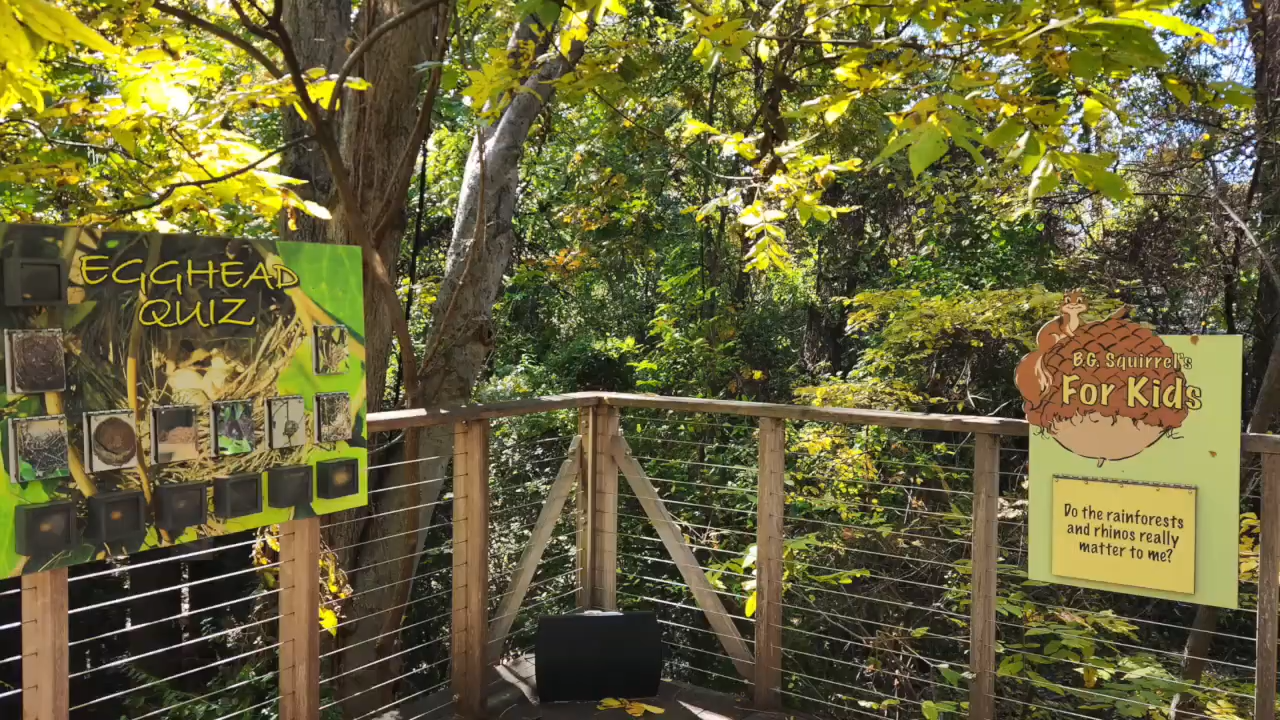 EGGHEAD
QUIZ
B.G. Squirrel's
For Kids
Do the rainforests
and rhinos really
matter to me?